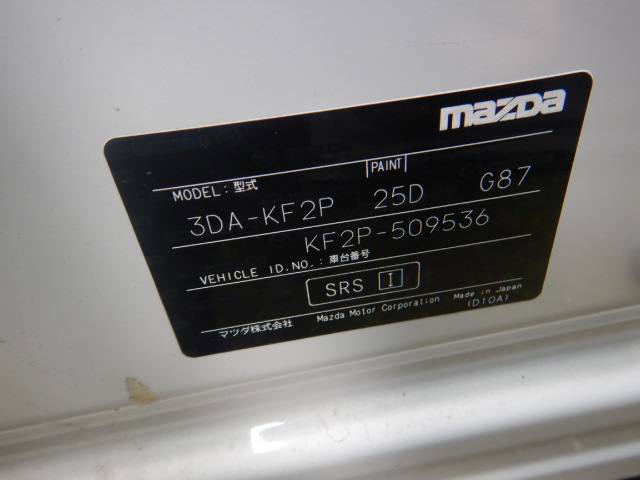 mazda
MODEL: 型式 PAINT
3DA-KF2P 25D G87
KF2P-509536
VEHICLE ID.NO.: 車台番号
SRS I
マツダ株式会社 Mazda Motor Corporation Made in Japan
(D10A)